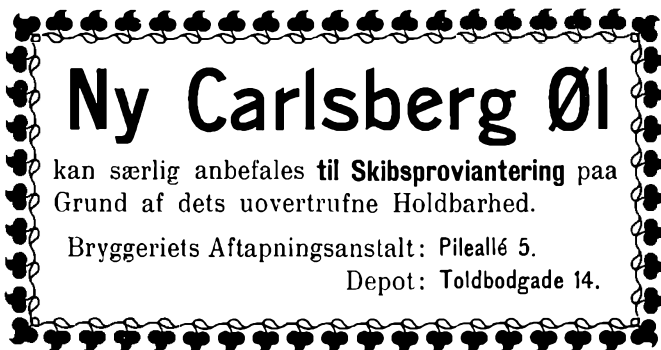 Ny Carlsberg Øl
kan særlig anbefales til Skibsproviantering paa
Grund af dets uovertrufne Holdbarhed.
Bryggeriets Aftapningsanstalt: Pileallé 5.
Depot: Toldbodgade 14.